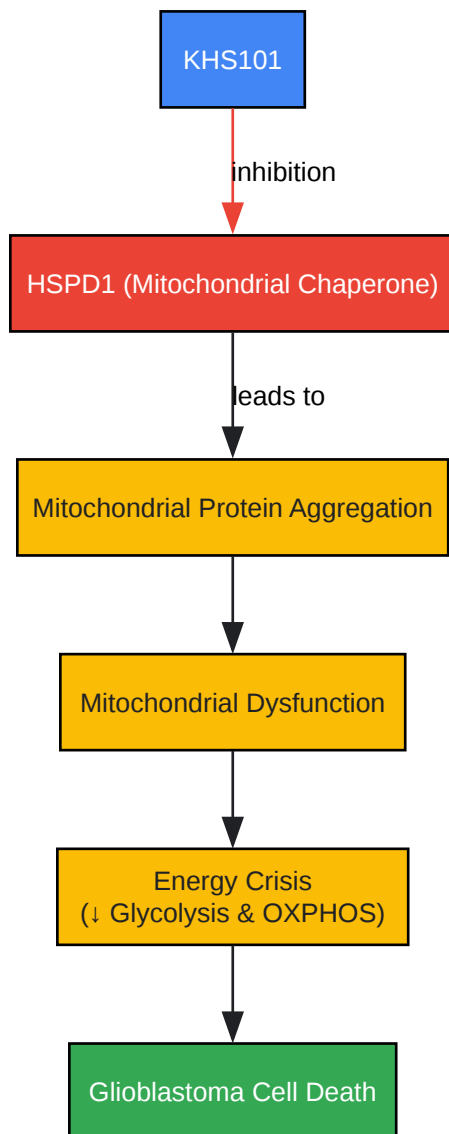 KHS101
inhibition
HSPD1 (Mitochondrial Chaperone)
leads to
Mitochondrial Protein Aggregation
Mitochondrial Dysfunction
Energy Crisis
(↓ Glycolysis & OXPHOS)
Glioblastoma Cell Death